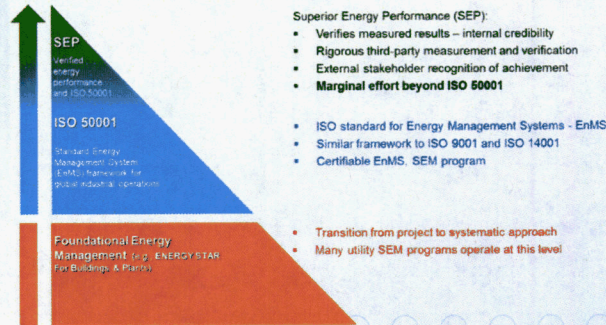 SEP
Verified
energy
performance
and ISO 50001
ISO 50001
Standard Energy
Management System
(EnMS) framework for
global industrial operations
Foundational Energy
Management (e.g. ENERGY STAR
For Buildings & Plants)
Superior Energy Performance (SEP):
▪ Verifies measured results – internal credibility
▪ Rigorous third-party measurement and verification
▪ External stakeholder recognition of achievement
▪ Marginal effort beyond ISO 50001
▪ ISO standard for Energy Management Systems - EnMS
▪ Similar framework to ISO 9001 and ISO 14001
▪ Certifiable EnMS. SEM program
▪ Transition from project to systematic approach
▪ Many utility SEM programs operate at this level